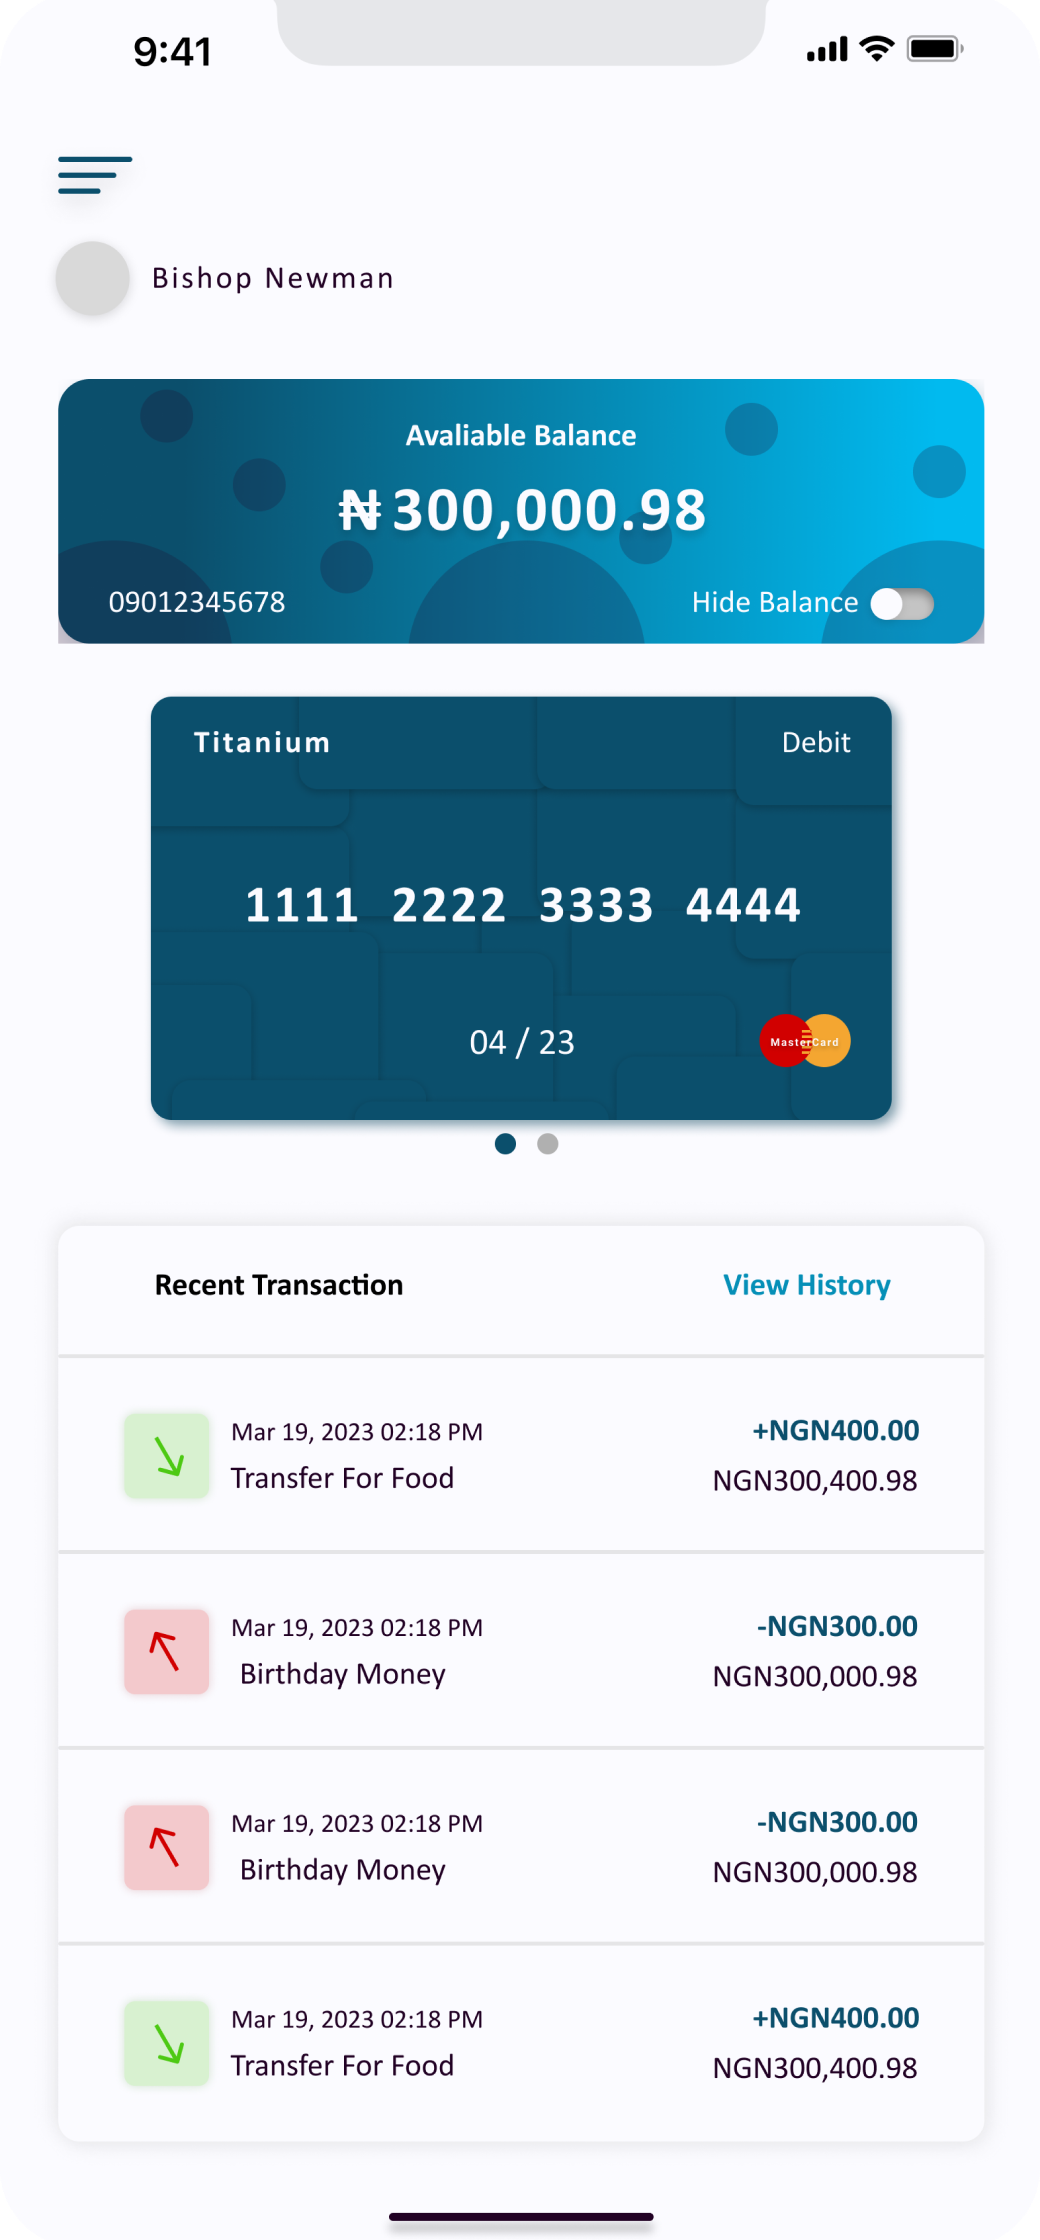 9:41
Bishop Newman
Avaliable Balance
₦300,000.98
09012345678
Hide Balance
Titanium
Debit
1111 2222 3333 4444
04 / 23
MasterCard
Recent Transaction
View History
Mar 19, 2023 02:18 PM
+NGN400.00
Transfer For Food
NGN300,400.98
Mar 19, 2023 02:18 PM
-NGN300.00
Birthday Money
NGN300,000.98
Mar 19, 2023 02:18 PM
-NGN300.00
Birthday Money
NGN300,000.98
Mar 19, 2023 02:18 PM
+NGN400.00
Transfer For Food
NGN300,400.98